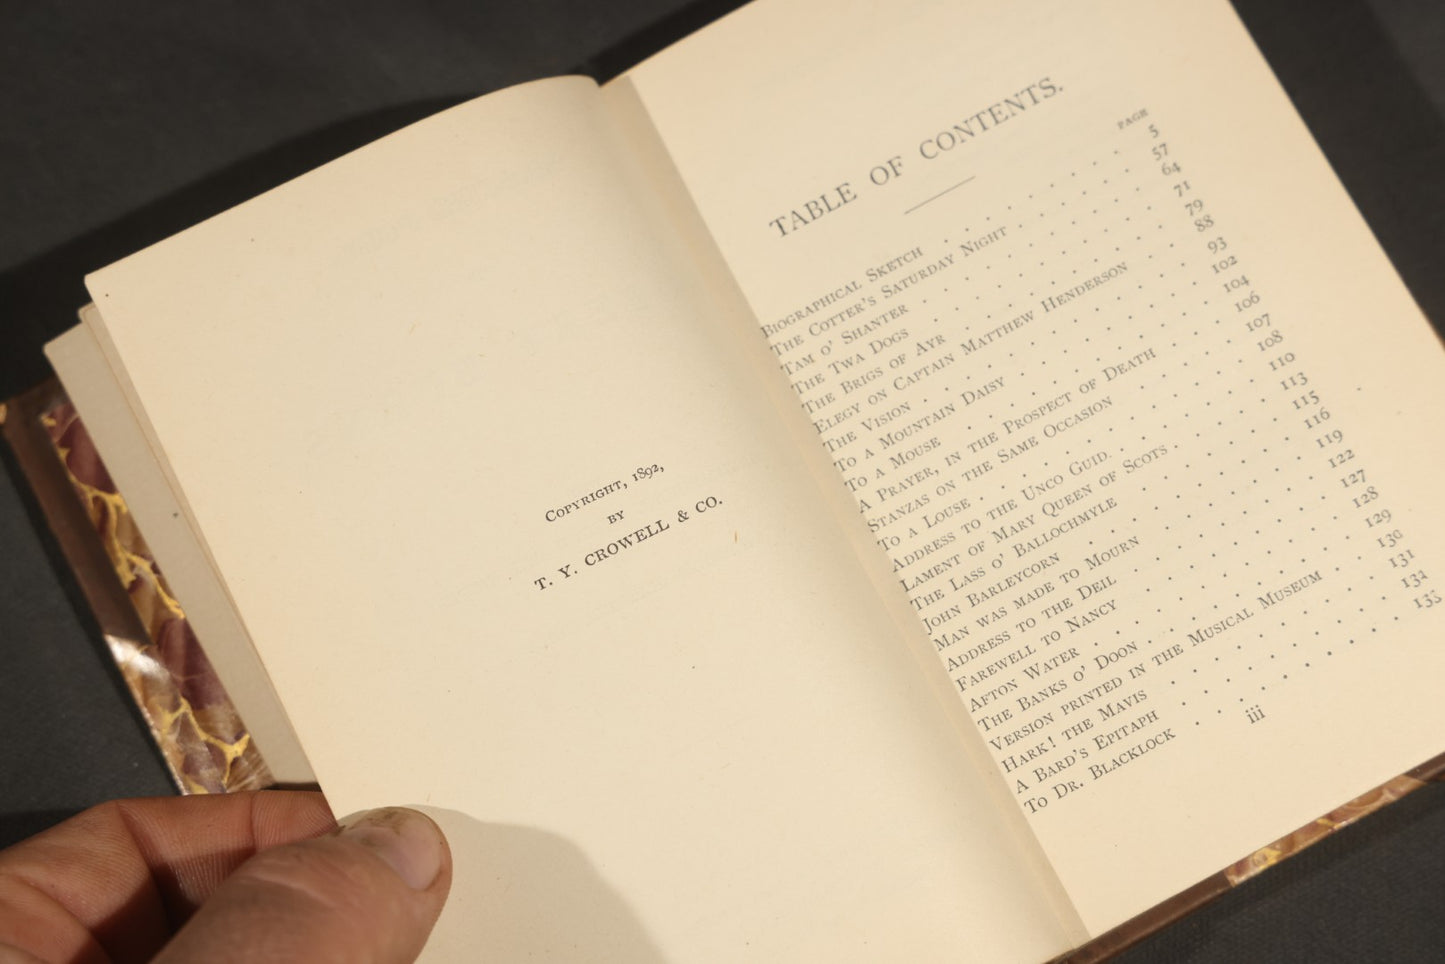 Copyright, 1892,
by
T. Y. CROWELL & CO.
TABLE OF CONTENTS.
PAGE
Biographical Sketch . . . . . . . 5
The Cotter's Saturday Night . . . . . . 57
Tam o' Shanter . . . . . . . . 64
The Twa Dogs . . . . . . . . 71
The Brigs of Ayr . . . . . . . . 79
Elegy on Captain Matthew Henderson . . . 88
The Vision . . . . . . . . 93
To a Mountain Daisy . . . . . . . 102
To a Mouse . . . . . . . . 104
A Prayer, in the Prospect of Death . . . 106
Stanzas on the Same Occasion . . . . . 107
To a Louse . . . . . . . . 108
Address to the Unco Guid . . . . . . 110
Lament of Mary Queen of Scots . . . . . 113
The Lass o' Ballochmyle . . . . . . 115
John Barleycorn . . . . . . . . 116
Man was made to Mourn . . . . . . . 119
Address to the Deil . . . . . . . 122
Farewell to Nancy . . . . . . . 127
Afton Water . . . . . . . . 128
The Banks o' Doon . . . . . . . . 129
Version printed in the Musical Museum . . . 130
Hark! the Mavis . . . . . . . . 131
A Bard's Epitaph . . . . . . . . 132
To Dr. Blacklock . . . . . . . . 133
iii